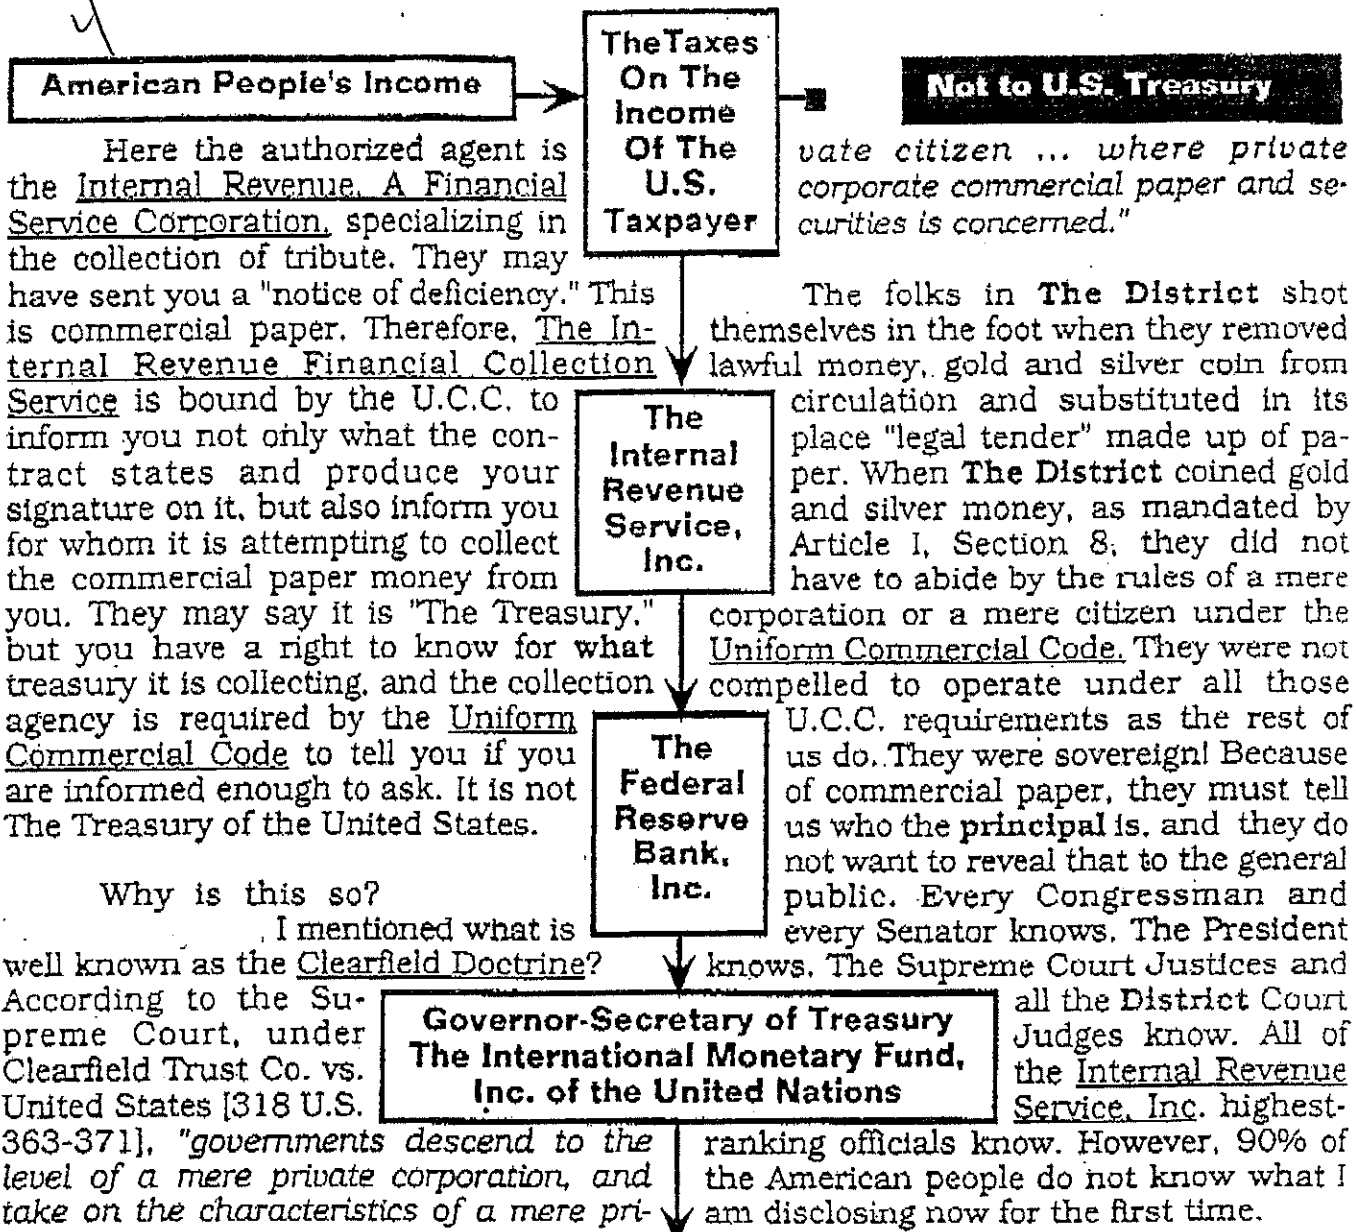 American People's Income
The Taxes
On The
Income
Of The
U.S.
Taxpayer
Not to U.S. Treasury
Here the authorized agent is
the Internal Revenue, A Financial
Service Corporation, specializing in
the collection of tribute. They may
have sent you a "notice of deficiency." This
is commercial paper. Therefore, The In-
ternal Revenue Financial Collection
Service is bound by the U.C.C. to
inform you not only what the con-
tract states and produce your
signature on it, but also inform you
for whom it is attempting to collect
the commercial paper money from
you. They may say it is "The Treasury,"
but you have a right to know for what
treasury it is collecting, and the collection
agency is required by the Uniform
Commercial Code to tell you if you
are informed enough to ask. It is not
The Treasury of the United States.
Why is this so?
I mentioned what is
well known as the Clearfield Doctrine?
According to the Su-
preme Court, under
Clearfield Trust Co. vs.
United States [318 U.S.
363-371], "governments descend to the
level of a mere private corporation, and
take on the characteristics of a mere pri-
The
Internal
Revenue
Service,
Inc.
The
Federal
Reserve
Bank,
Inc.
Governor-Secretary of Treasury
The International Monetary Fund,
Inc. of the United Nations
vate citizen ... where private
corporate commercial paper and se-
curities is concerned."
The folks in The District shot
themselves in the foot when they removed
lawful money, gold and silver coin from
circulation and substituted in its
place "legal tender" made up of pa-
per. When The District coined gold
and silver money, as mandated by
Article I, Section 8, they did not
have to abide by the rules of a mere
corporation or a mere citizen under the
Uniform Commercial Code. They were not
compelled to operate under all those
U.C.C. requirements as the rest of
us do. They were sovereign! Because
of commercial paper, they must tell
us who the principal is, and they do
not want to reveal that to the general
public. Every Congressman and
every Senator knows. The President
knows. The Supreme Court Justices and
all the District Court
Judges know. All of
the Internal Revenue
Service, Inc. highest-
ranking officials know. However, 90% of
the American people do not know what I
am disclosing now for the first time.